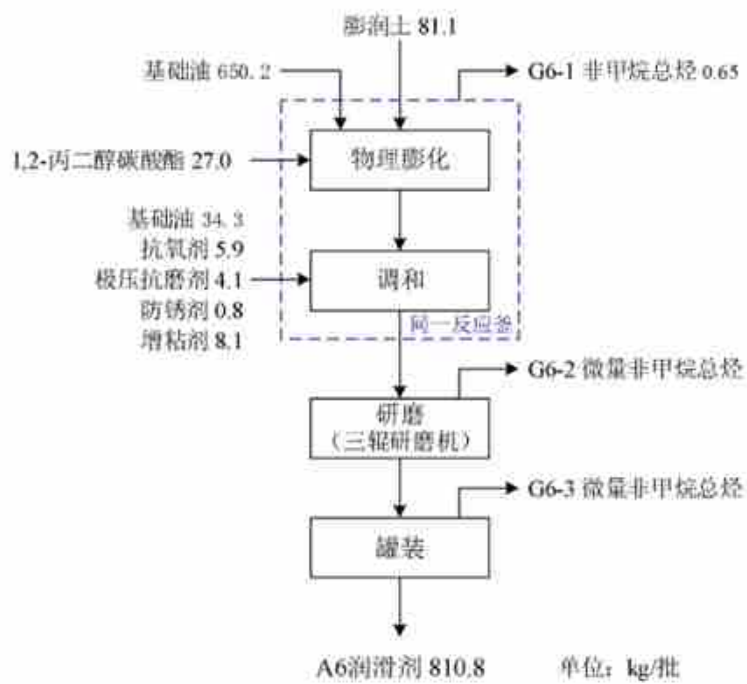 膨润土 81.1
基础油 650.2
G6-1 非甲烷总烃 0.65
1,2-丙二醇碳酸酯 27.0
物理膨化
基础油 34.3
抗氧剂 5.9
极压抗磨剂 4.1
防锈剂 0.8
增粘剂 8.1
调和
同一反应釜
G6-2 微量非甲烷总烃
研磨
（三辊研磨机）
G6-3 微量非甲烷总烃
罐装
A6润滑剂 810.8
单位：kg/批